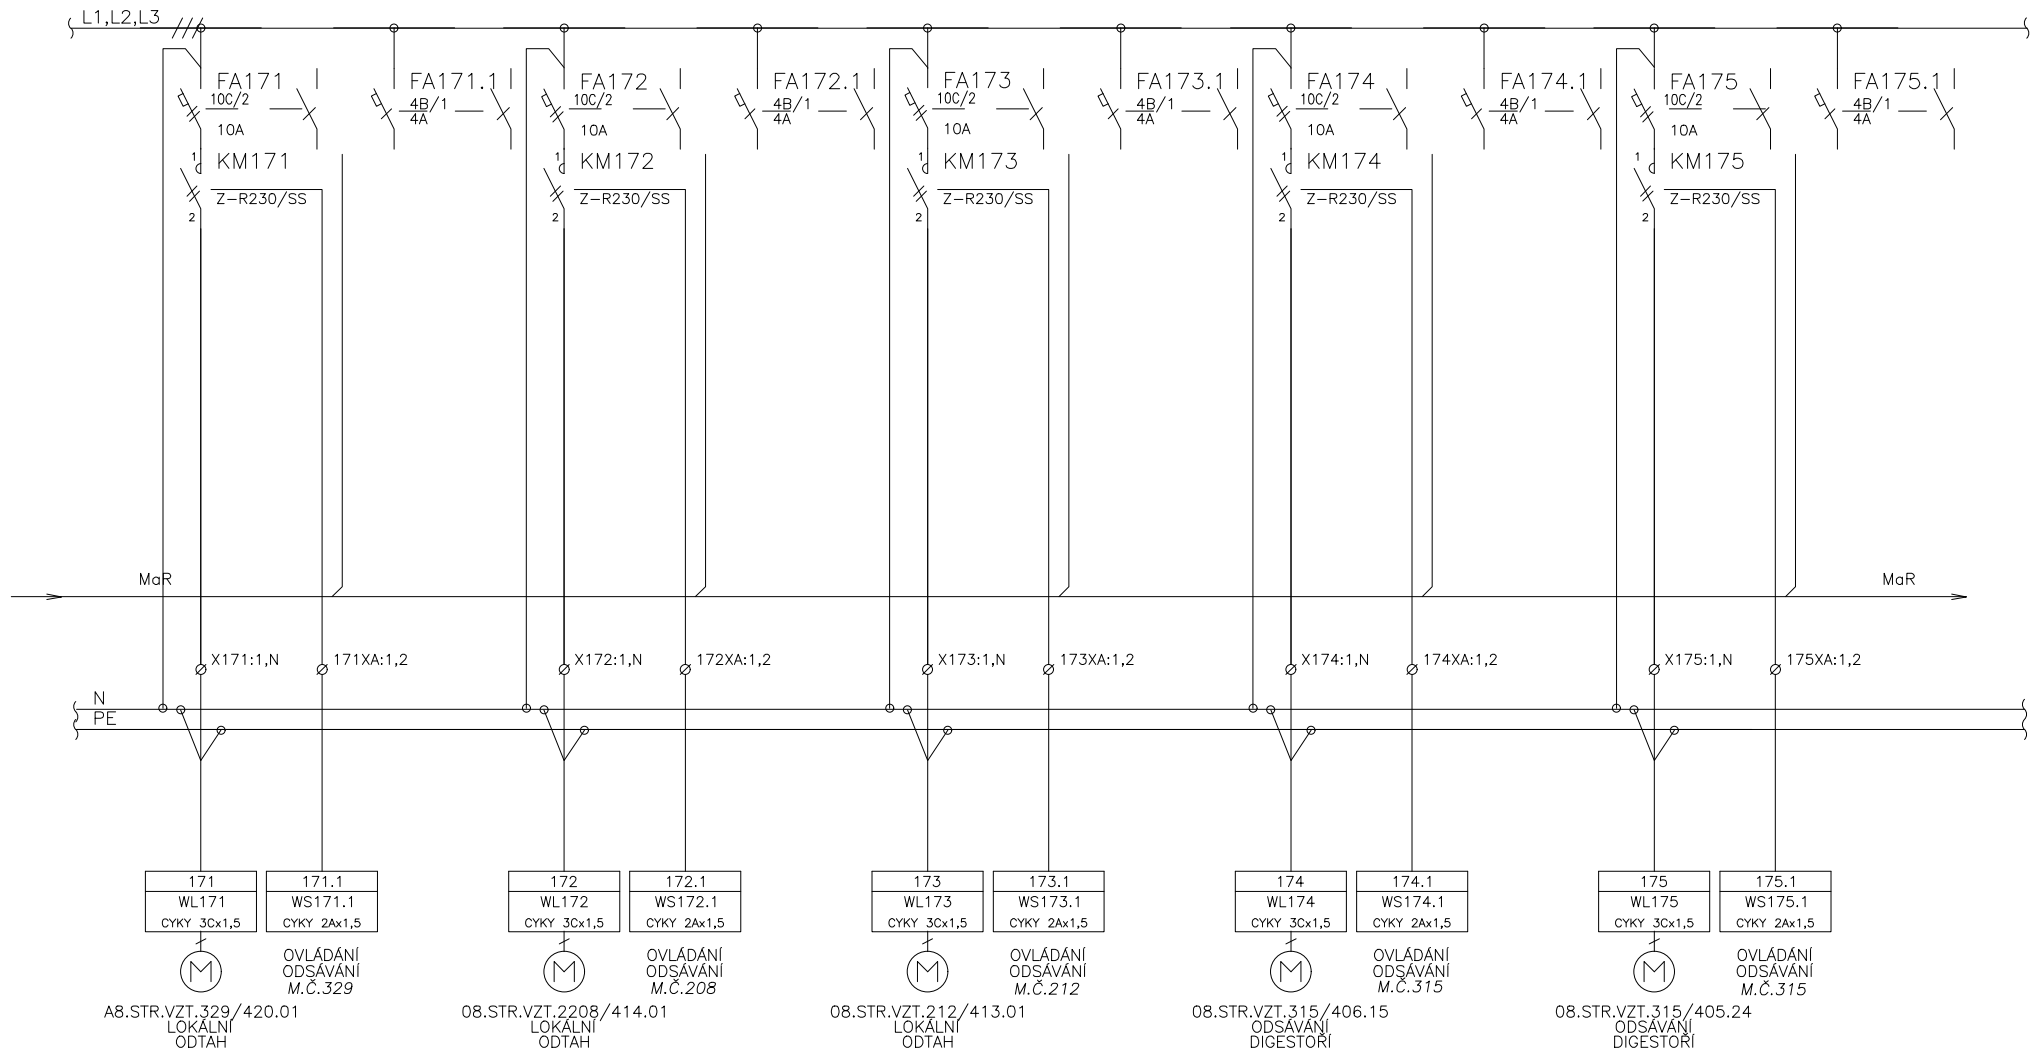 L1,L2,L3
FA171
10C/2
10A
FA171.1
4B/1
4A
FA172
10C/2
10A
FA172.1
4B/1
4A
FA173
10C/2
10A
FA173.1
4B/1
4A
FA174
10C/2
10A
FA174.1
4B/1
4A
FA175
10C/2
10A
FA175.1
4B/1
4A
1
KM171
Z-R230/SS
2
1
KM172
Z-R230/SS
2
1
KM173
Z-R230/SS
2
1
KM174
Z-R230/SS
2
1
KM175
Z-R230/SS
2
MaR
MaR
X171:1,N
171XA:1,2
X172:1,N
172XA:1,2
X173:1,N
173XA:1,2
X174:1,N
174XA:1,2
X175:1,N
175XA:1,2
N
PE
171
WL171
CYKY 3Cx1,5
M
A8.STR.VZT.329/420.01
LOKÁLNÍ
ODTAH
171.1
WS171.1
CYKY 2Ax1,5
OVLÁDÁNÍ
ODSÁVÁNÍ
M.Č.329
172
WL172
CYKY 3Cx1,5
M
08.STR.VZT.2208/414.01
LOKÁLNÍ
ODTAH
172.1
WS172.1
CYKY 2Ax1,5
OVLÁDÁNÍ
ODSÁVÁNÍ
M.Č.208
173
WL173
CYKY 3Cx1,5
M
08.STR.VZT.212/413.01
LOKÁLNÍ
ODTAH
173.1
WS173.1
CYKY 2Ax1,5
OVLÁDÁNÍ
ODSÁVÁNÍ
M.Č.212
174
WL174
CYKY 3Cx1,5
M
08.STR.VZT.315/406.15
ODSÁVÁNÍ
DIGESTOŘÍ
174.1
WS174.1
CYKY 2Ax1,5
OVLÁDÁNÍ
ODSÁVÁNÍ
M.Č.315
175
WL175
CYKY 3Cx1,5
M
08.STR.VZT.315/405.24
ODSÁVÁNÍ
DIGESTOŘÍ
175.1
WS175.1
CYKY 2Ax1,5
OVLÁDÁNÍ
ODSÁVÁNÍ
M.Č.315